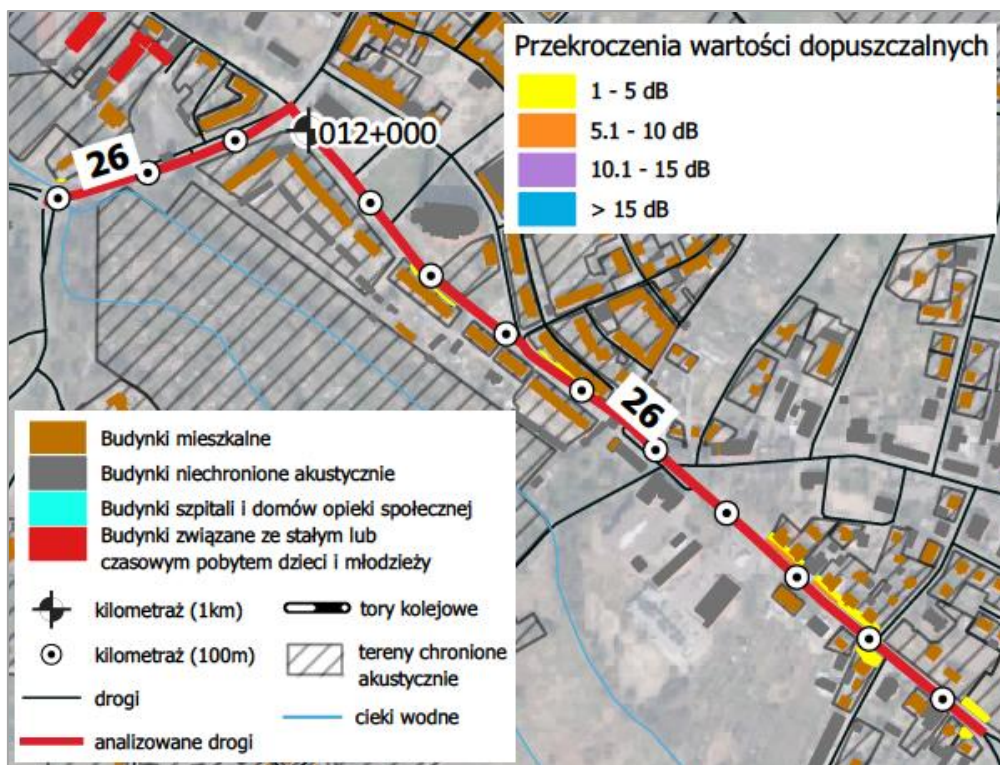 Przekroczenia wartości dopuszczalnych
1 - 5 dB
5.1 - 10 dB
10.1 - 15 dB
> 15 dB
012+000
26
26
Budynki mieszkalne
Budynki niechronione akustycznie
Budynki szpitali i domów opieki społecznej
Budynki związane ze stałym lub
czasowym pobytem dzieci i młodzieży
kilometraż (1km)
tory kolejowe
kilometraż (100m)
tereny chronione
akustycznie
drogi
cieki wodne
analizowane drogi